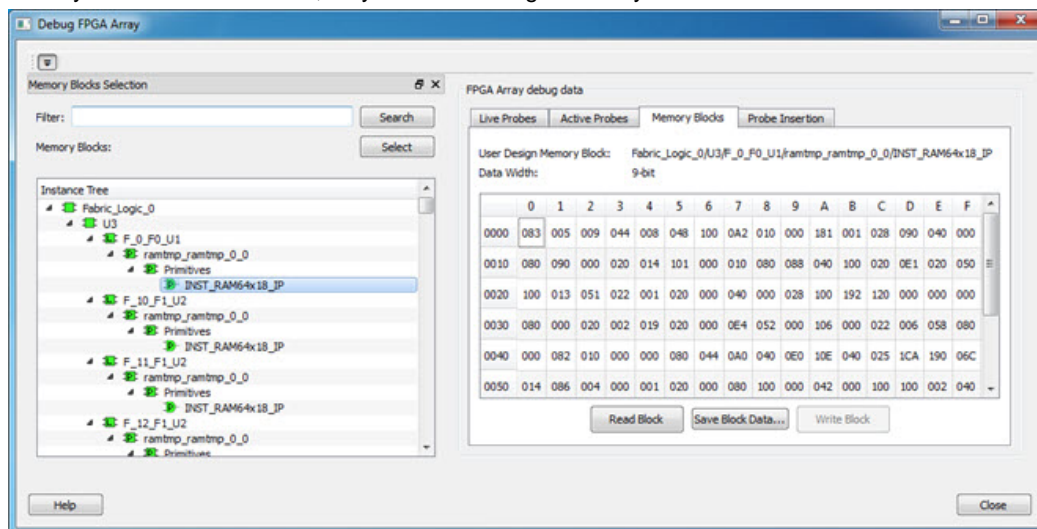 Debug FPGA Array
Memory Blocks Selection
Filter:
Search
Memory Blocks:
Select
Instance Tree
Fabric_Logic_0
U3
F_0_F0_U1
ramtmp_ramtmp_0_0
Primitives
INST_RAM64x18_IP
F_10_F1_U2
ramtmp_ramtmp_0_0
Primitives
INST_RAM64x18_IP
F_11_F1_U2
ramtmp_ramtmp_0_0
Primitives
INST_RAM64x18_IP
F_12_F1_U2
ramtmp_ramtmp_0_0
Primitives
FPGA Array debug data
Live Probes Active Probes Memory Blocks Probe Insertion
User Design Memory Block: Fabric_Logic_0/U3/F_0_F0_U1/ramtmp_ramtmp_0_0/INST_RAM64x18_IP
Data Width: 9-bit
0 1 2 3 4 5 6 7 8 9 A B C D E F
0000 083 005 009 044 008 048 100 0A2 010 000 181 001 028 090 040 000
0010 080 090 000 020 014 101 000 010 080 088 040 100 020 0E1 020 050
0020 100 013 051 022 001 020 000 040 000 028 100 192 120 000 000 000
0030 080 000 020 002 019 020 000 0E4 052 000 106 000 022 006 058 080
0040 000 082 010 000 000 080 044 0A0 040 0E0 10E 040 025 1CA 190 06C
0050 014 086 004 000 001 020 000 080 100 000 042 000 100 100 002 040
Read Block Save Block Data... Write Block
Help
Close